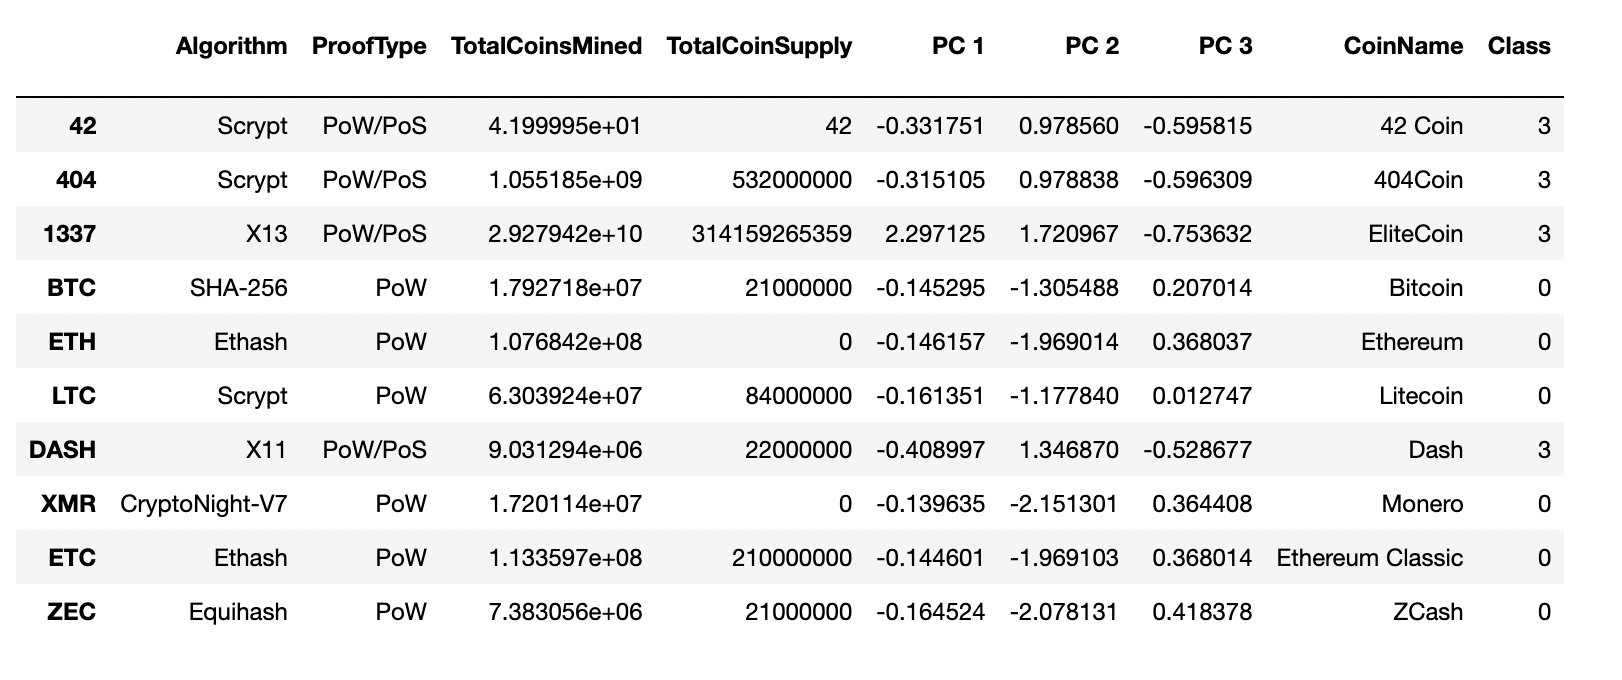 Algorithm ProofType TotalCoinsMined TotalCoinSupply PC 1 PC 2 PC 3 CoinName Class
42 Scrypt PoW/PoS 4.199995e+01 42 -0.331751 0.978560 -0.595815 42 Coin 3
404 Scrypt PoW/PoS 1.055185e+09 532000000 -0.315105 0.978838 -0.596309 404Coin 3
1337 X13 PoW/PoS 2.927942e+10 314159265359 2.297125 1.720967 -0.753632 EliteCoin 3
BTC SHA-256 PoW 1.792718e+07 21000000 -0.145295 -1.305488 0.207014 Bitcoin 0
ETH Ethash PoW 1.076842e+08 0 -0.146157 -1.969014 0.368037 Ethereum 0
LTC Scrypt PoW 6.303924e+07 84000000 -0.161351 -1.177840 0.012747 Litecoin 0
DASH X11 PoW/PoS 9.031294e+06 22000000 -0.408997 1.346870 -0.528677 Dash 3
XMR CryptoNight-V7 PoW 1.720114e+07 0 -0.139635 -2.151301 0.364408 Monero 0
ETC Ethash PoW 1.133597e+08 210000000 -0.144601 -1.969103 0.368014 Ethereum Classic 0
ZEC Equihash PoW 7.383056e+06 21000000 -0.164524 -2.078131 0.418378 ZCash 0